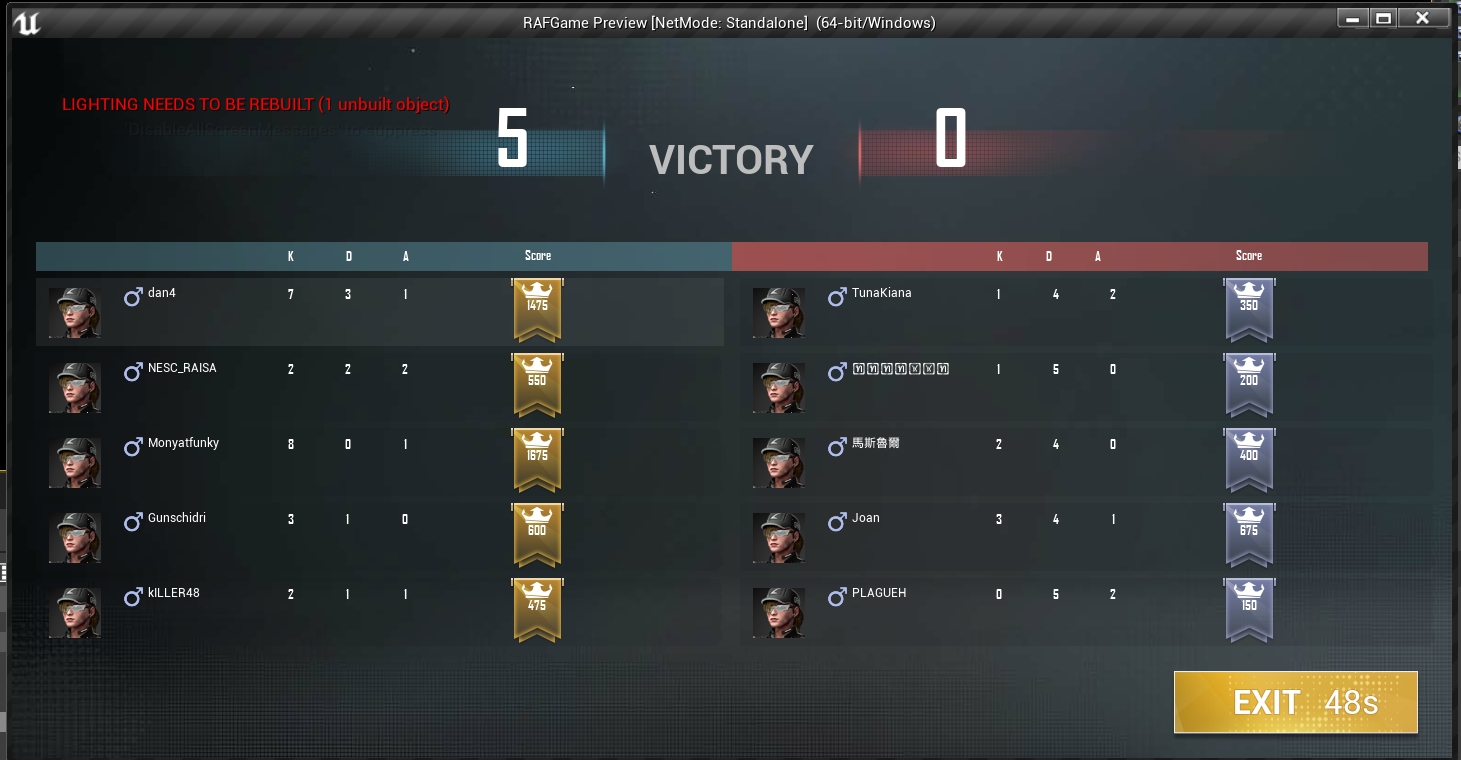 RAFGame Preview [NetMode: Standalone] (64-bit/Windows)
LIGHTING NEEDS TO BE REBUILT (1 unbuilt object)
5 VICTORY 0
K D A Score K D A Score
dan4 7 3 1 1475 TunaKiana 1 4 2 350
NESC_RAISA 2 2 2 550 1 5 0 200
Monyatfunky 8 0 1 1675 馬斯魯爾 2 4 0 400
Gunschidri 3 1 0 600 Joan 3 4 1 675
kILLER48 2 1 1 475 PLAGUEH 0 5 2 150
EXIT 48s